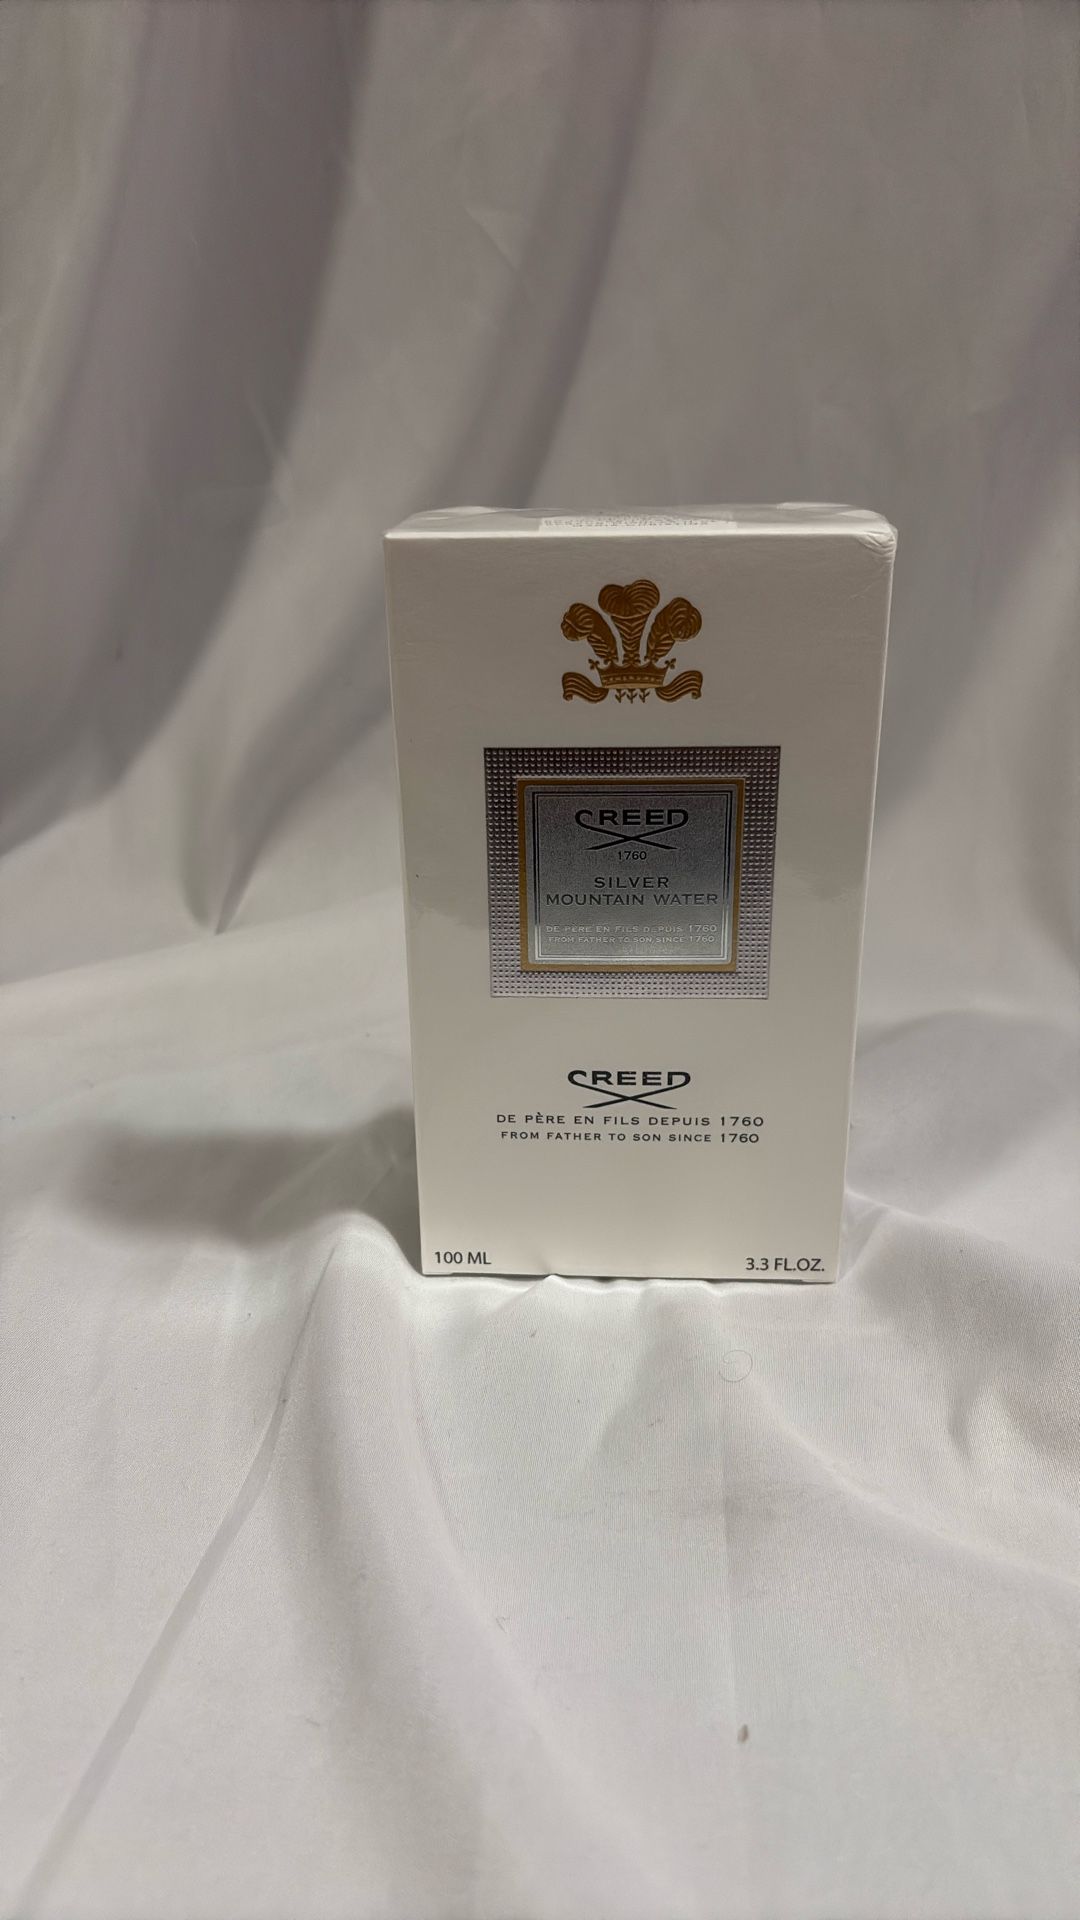 CREED
1760
SILVER
MOUNTAIN WATER
DE PÈRE EN FILS DEPUIS 1760
FROM FATHER TO SON SINCE 1760
CREED
DE PÈRE EN FILS DEPUIS 1760
FROM FATHER TO SON SINCE 1760
100 ML
3.3 FL.OZ.